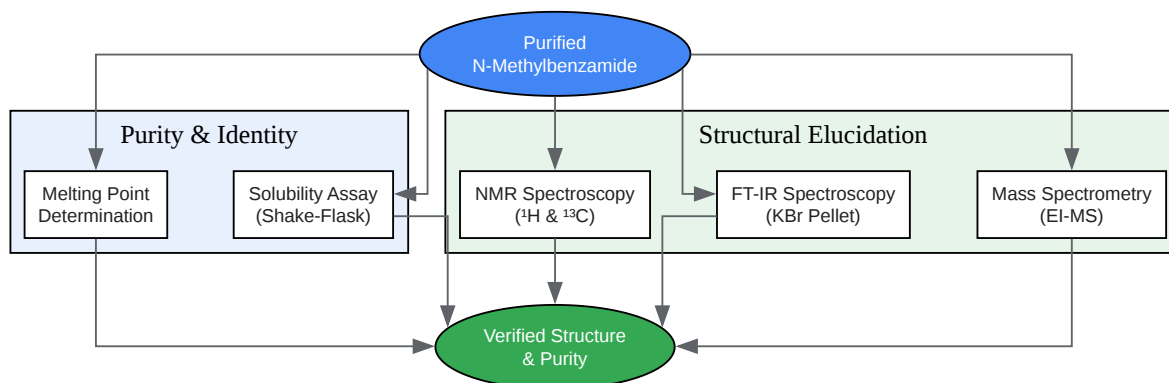 Purified
N-Methylbenzamide
Purity & Identity
Structural Elucidation
Melting Point
Determination
Solubility Assay
(Shake-Flask)
NMR Spectroscopy
(¹H & ¹³C)
FT-IR Spectroscopy
(KBr Pellet)
Mass Spectrometry
(EI-MS)
Verified Structure
& Purity